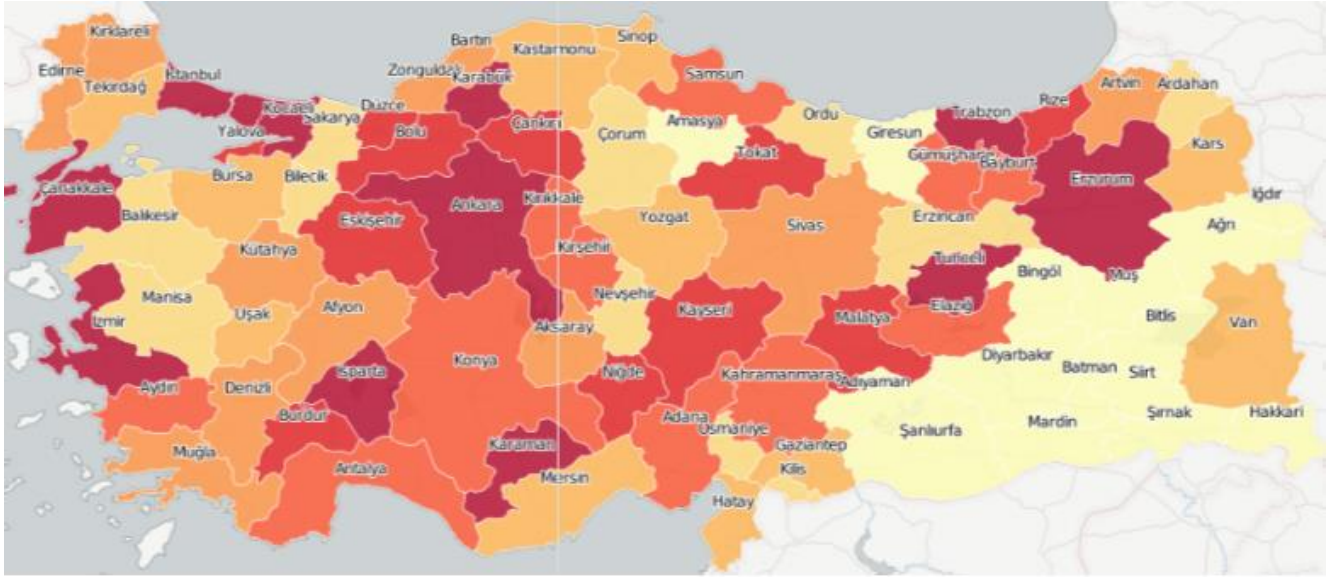 Kırklareli
Edirne
Tekirdağ
İstanbul
Kocaeli
Yalova
Sakarya
Düzce
Bolu
Zonguldak
Bartın
Karabük
Kastamonu
Sinop
Samsun
Çankırı
Çorum
Amasya
Tokat
Ordu
Giresun
Gümüşhane
Trabzon
Bayburt
Rize
Artvin
Ardahan
Kars
Iğdır
Ağrı
Erzurum
Erzincan
Çanakkale
Balıkesir
Bursa
Bilecik
Eskişehir
Kutahya
Ankara
Kırıkkale
Kırşehir
Yozgat
Sivas
Tunceli
Bingöl
Muş
Bitlis
Van
Manisa
İzmir
Uşak
Afyon
Nevşehir
Aksaray
Kayseri
Malatya
Elazığ
Diyarbakır
Batman
Siirt
Şırnak
Hakkari
Aydın
Denizli
Isparta
Burdur
Konya
Niğde
Kahramanmaraş
Adıyaman
Şanlıurfa
Mardin
Muğla
Antalya
Karaman
Mersin
Adana
Osmaniye
Gaziantep
Kilis
Hatay